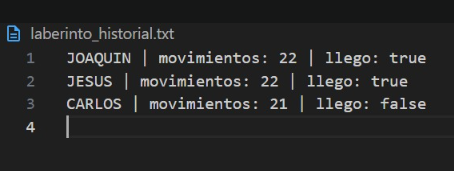 laberinto_historial.txt
1 JOAQUIN | movimientos: 22 | llego: true
2 JESUS | movimientos: 22 | llego: true
3 CARLOS | movimientos: 21 | llego: false
4